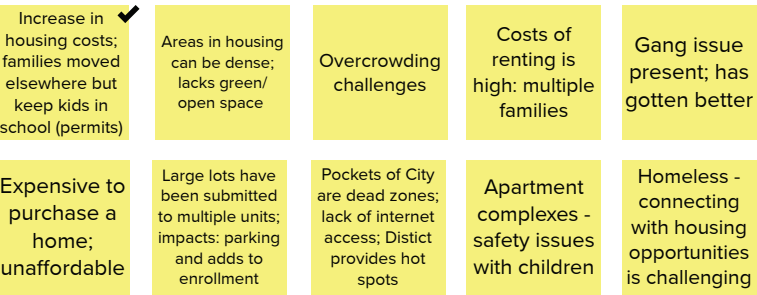 Increase in
housing costs;
families moved
elsewhere but
keep kids in
school (permits)
Areas in housing
can be dense;
lacks green/
open space
Overcrowding
challenges
Costs of
renting is
high: multiple
families
Gang issue
present; has
gotten better
Expensive to
purchase a
home;
unaffordable
Large lots have
been submitted
to multiple units;
impacts: parking
and adds to
enrollment
Pockets of City
are dead zones;
lack of internet
access; Distict
provides hot
spots
Apartment
complexes -
safety issues
with children
Homeless -
connecting
with housing
opportunities
is challenging